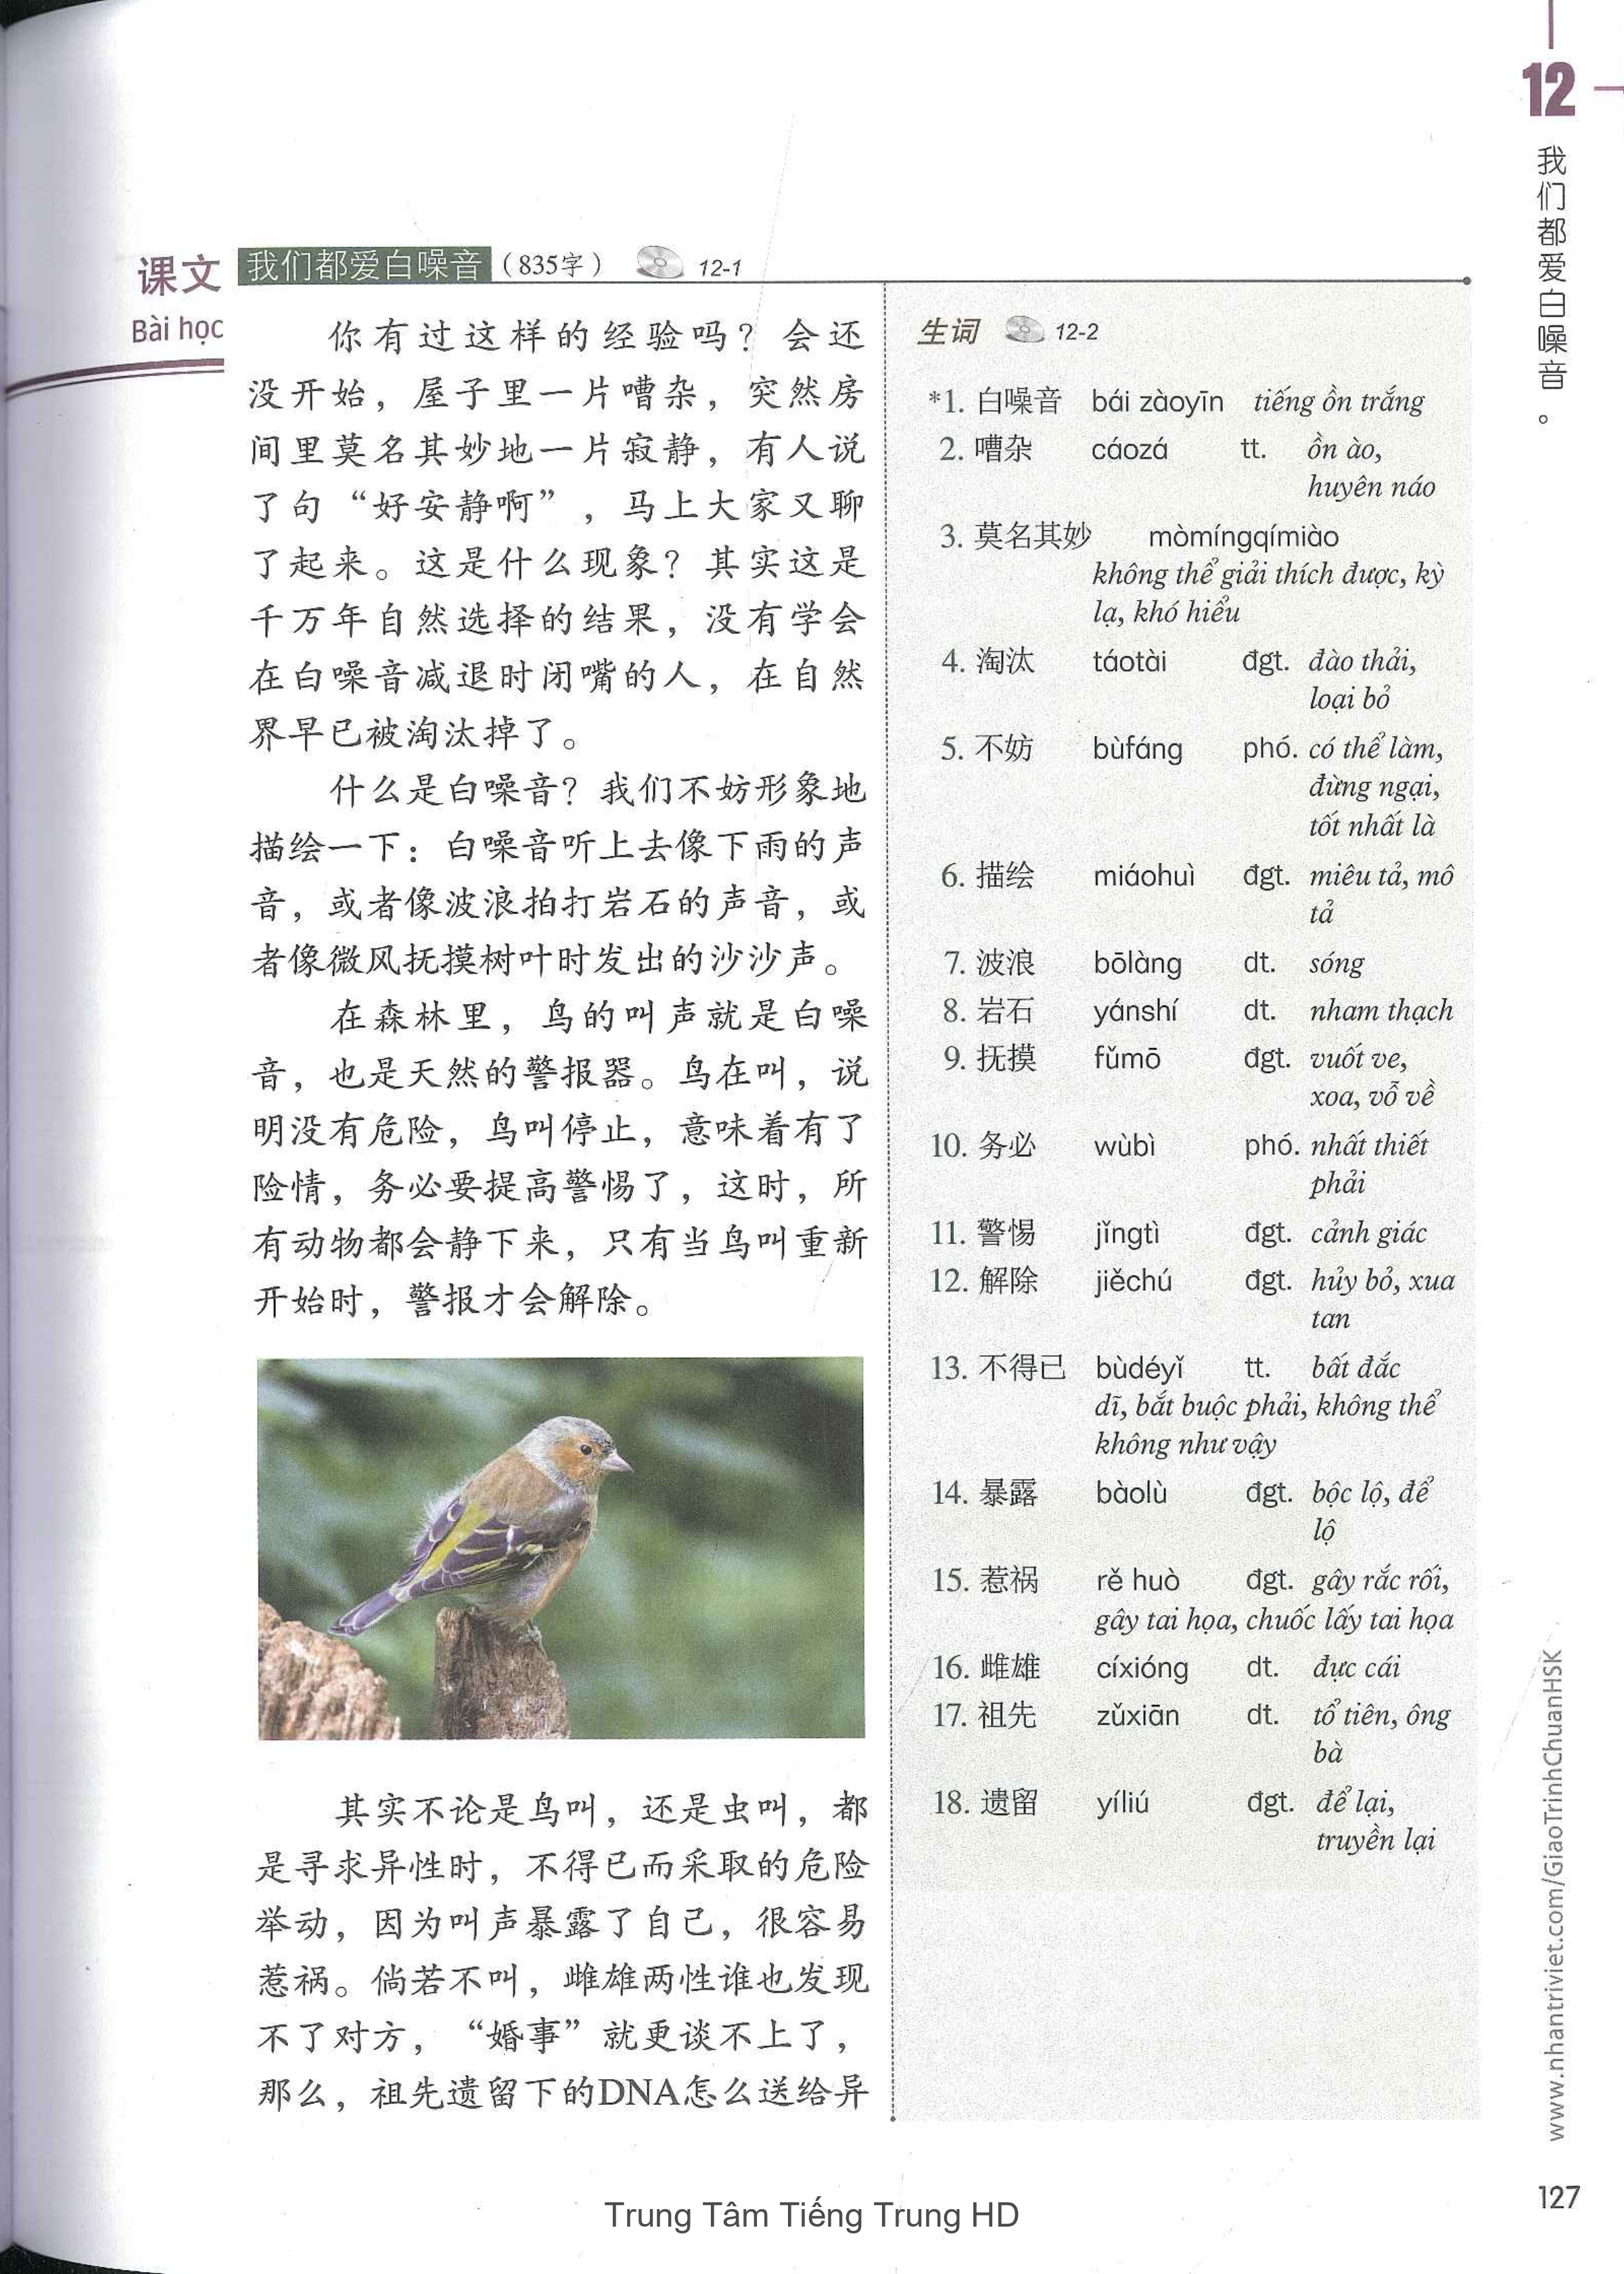 12
我们都爱白噪音。
课文
Bài học
我们都爱白噪音（835字） 12-1
你有过这样的经验吗？会还
没开始，屋子里一片嘈杂，突然房
间里莫名其妙地一片寂静，有人说
了句“好安静啊”，马上大家又聊
了起来。这是什么现象？其实这是
千万年自然选择的结果，没有学会
在白噪音减退时闭嘴的人，在自然
界早已被淘汰掉了。
什么是白噪音？我们不妨形象地
描绘一下：白噪音听上去像下雨的声
音，或者像波浪拍打岩石的声音，或
者像微风抚摸树叶时发出的沙沙声。
在森林里，鸟的叫声就是白噪
音，也是天然的警报器。鸟在叫，说
明没有危险，鸟叫停止，意味着有了
险情，务必要提高警惕了，这时，所
有动物都会静下来，只有当鸟叫重新
开始时，警报才会解除。
其实不论是鸟叫，还是虫叫，都
是寻求异性时，不得已而采取的危险
举动，因为叫声暴露了自己，很容易
惹祸。倘若不叫，雌雄两性谁也发现
不了对方，“婚事”就更谈不上了，
那么，祖先遗留下的DNA怎么送给异
生词 12-2
*1. 白噪音 bái zàoyīn tiếng ồn trắng
2. 嘈杂 cáozá tt. ồn ào,
huyên náo
3. 莫名其妙 mòmíngqímiào
không thể giải thích được, kỳ
lạ, khó hiểu
4. 淘汰 táotài đgt. đào thải,
loại bỏ
5. 不妨 bùfáng phó. có thể làm,
đừng ngại,
tốt nhất là
6. 描绘 miáohuì đgt. miêu tả, mô
tả
7. 波浪 bōlàng dt. sóng
8. 岩石 yánshí dt. nham thạch
9. 抚摸 fǔmō đgt. vuốt ve,
xoa, vỗ về
10. 务必 wùbì phó. nhất thiết
phải
11. 警惕 jǐngtì đgt. cảnh giác
12. 解除 jiěchú đgt. hủy bỏ, xua
tan
13. 不得已 bùdéyǐ tt. bất đắc
dĩ, bắt buộc phải, không thể
không như vậy
14. 暴露 bàolù đgt. bộc lộ, để
lộ
15. 惹祸 rě huò đgt. gây rắc rối,
gây tai họa, chuốc lấy tai họa
16. 雌雄 cíxióng dt. đực cái
17. 祖先 zǔxiān dt. tổ tiên, ông
bà
18. 遗留 yíliú đgt. để lại,
truyền lại
www.nhantriviet.com/GiaoTrinhChuanHSK
127
Trung Tâm Tiếng Trung HD